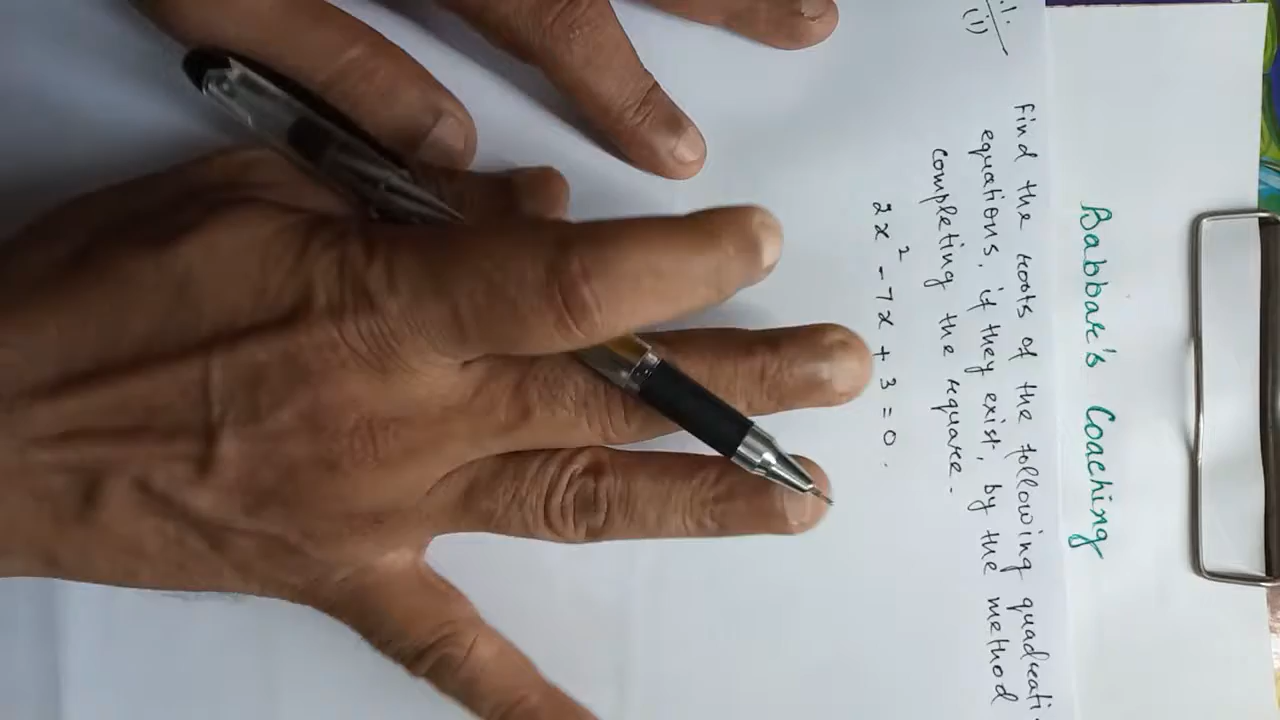 Babbar's Coaching
(i) Find the roots of the following
equations, if they exist, by the method
completing the square.
2x² - 7x + 3 = 0.